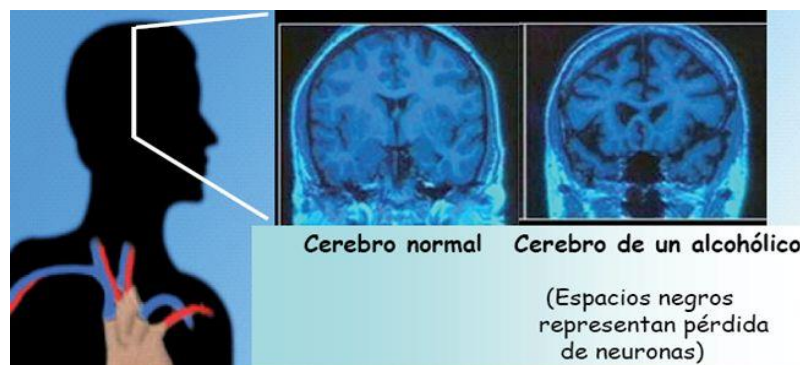 Cerebro normal
Cerebro de un alcohólico
(Espacios negros
representan pérdida
de neuronas)